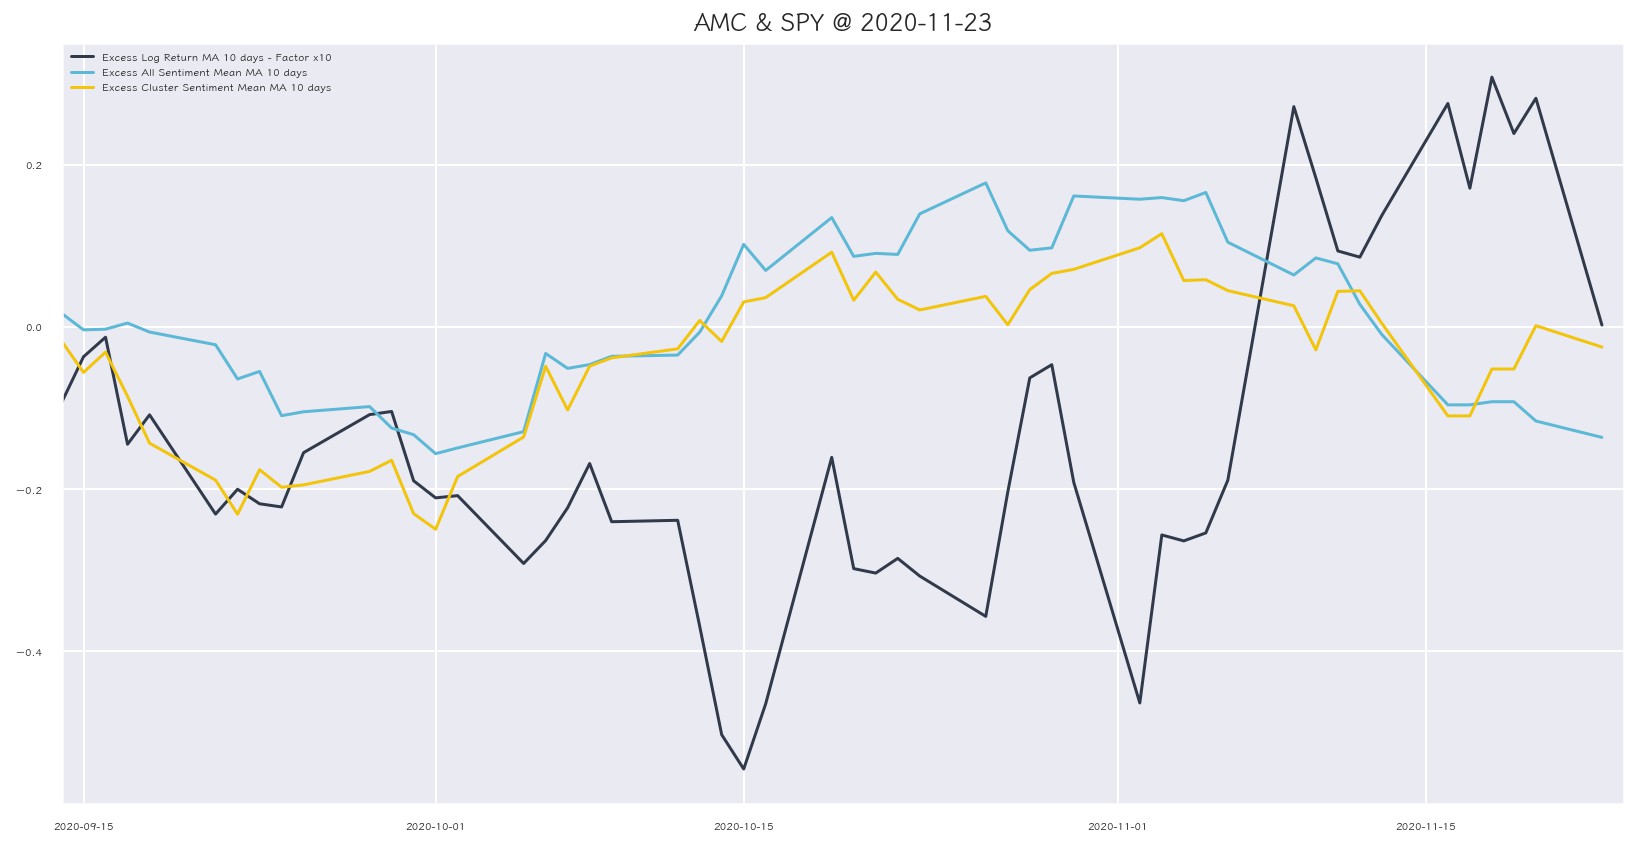 AMC & SPY @ 2020-11-23
Excess Log Return MA 10 days - Factor x10
Excess All Sentiment Mean MA 10 days
Excess Cluster Sentiment Mean MA 10 days
0.2
0.0
−0.2
−0.4
2020-09-15 2020-10-01 2020-10-15 2020-11-01 2020-11-15